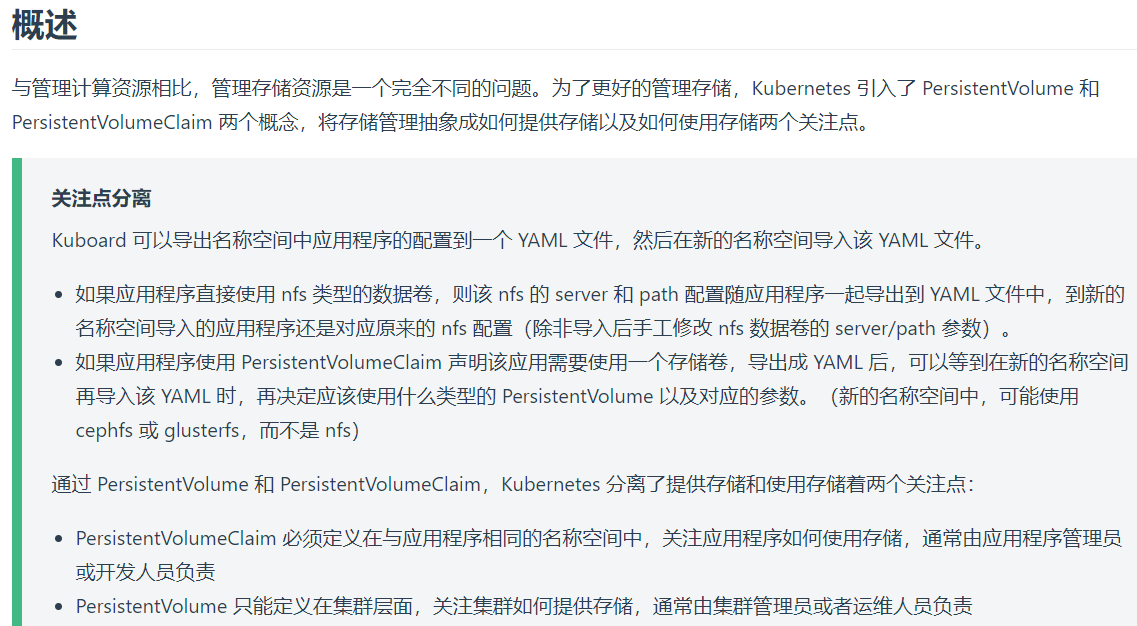 概述
与管理计算资源相比，管理存储资源是一个完全不同的问题。为了更好的管理存储，Kubernetes 引入了 PersistentVolume 和
PersistentVolumeClaim 两个概念，将存储管理抽象成如何提供存储以及如何使用存储两个关注点。
关注点分离
Kuboard 可以导出名称空间中应用程序的配置到一个 YAML 文件，然后在新的名称空间导入该 YAML 文件。
• 如果应用程序直接使用 nfs 类型的数据卷，则该 nfs 的 server 和 path 配置随应用程序一起导出到 YAML 文件中，到新的
名称空间导入的应用程序还是对应原来的 nfs 配置（除非导入后手工修改 nfs 数据卷的 server/path 参数）。
• 如果应用程序使用 PersistentVolumeClaim 声明该应用需要使用一个存储卷，导出成 YAML 后，可以等到在新的名称空间
再导入该 YAML 时，再决定应该使用什么类型的 PersistentVolume 以及对应的参数。（新的名称空间中，可能使用
cephfs 或 glusterfs，而不是 nfs）
通过 PersistentVolume 和 PersistentVolumeClaim，Kubernetes 分离了提供存储和使用存储着两个关注点：
• PersistentVolumeClaim 必须定义在与应用程序相同的名称空间中，关注应用程序如何使用存储，通常由应用程序管理员
或开发人员负责
• PersistentVolume 只能定义在集群层面，关注集群如何提供存储，通常由集群管理员或者运维人员负责